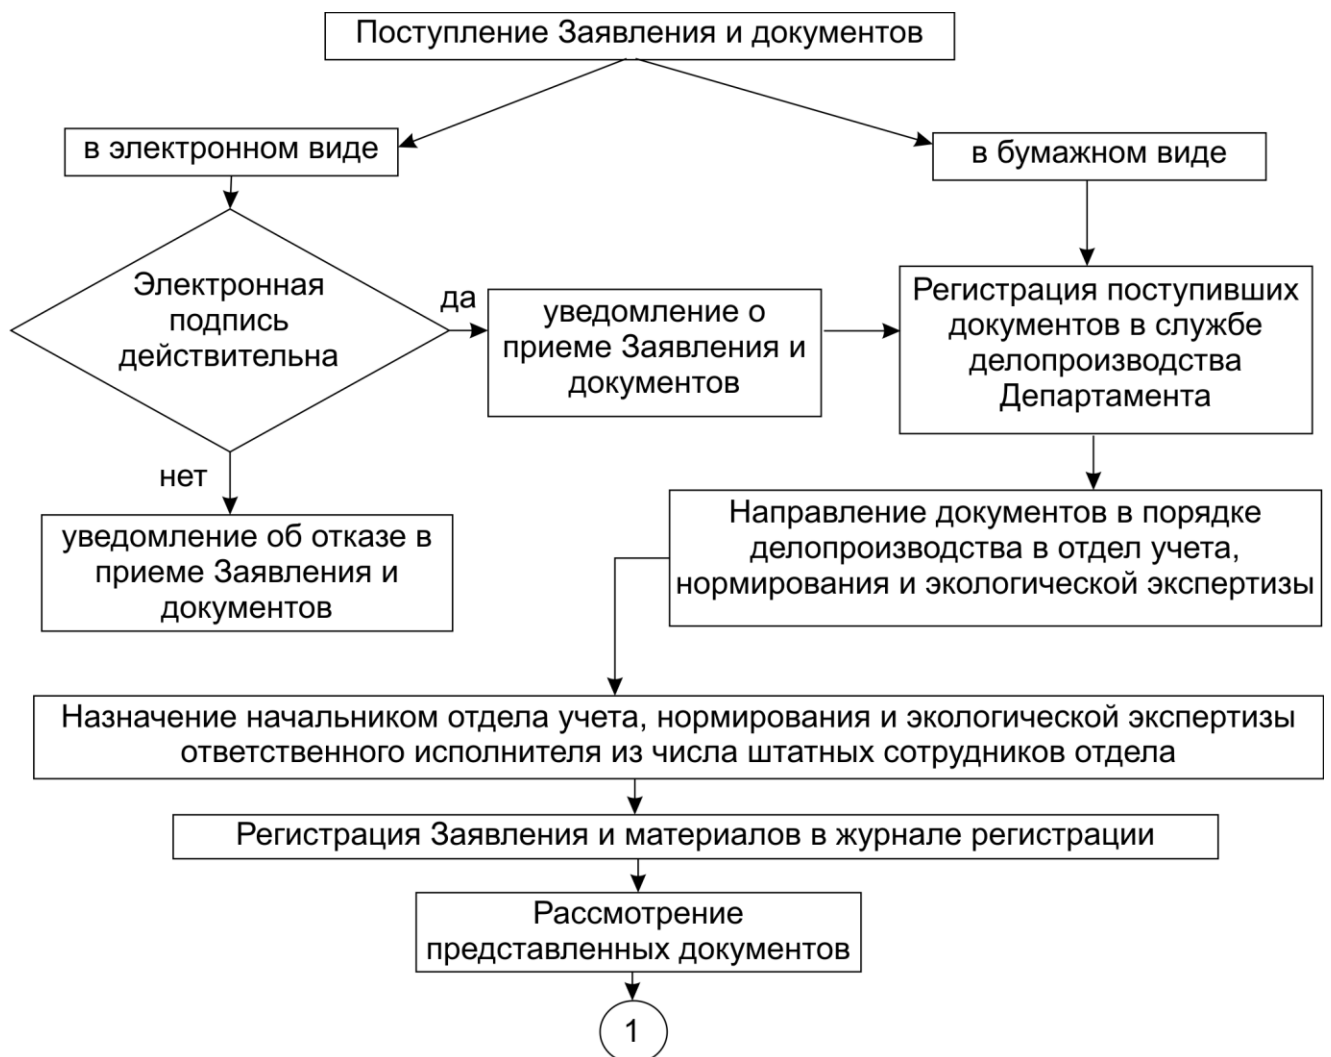 Поступление Заявления и документов
в электронном виде
в бумажном виде
Электронная
подпись
действительна
да
уведомление о
приеме Заявления и
документов
Регистрация поступивших
документов в службе
делопроизводства
Департамента
нет
уведомление об отказе в
приеме Заявления и
документов
Направление документов в порядке
делопроизводства в отдел учета,
нормирования и экологической экспертизы
Назначение начальником отдела учета, нормирования и экологической экспертизы
ответственного исполнителя из числа штатных сотрудников отдела
Регистрация Заявления и материалов в журнале регистрации
Рассмотрение
представленных документов
1